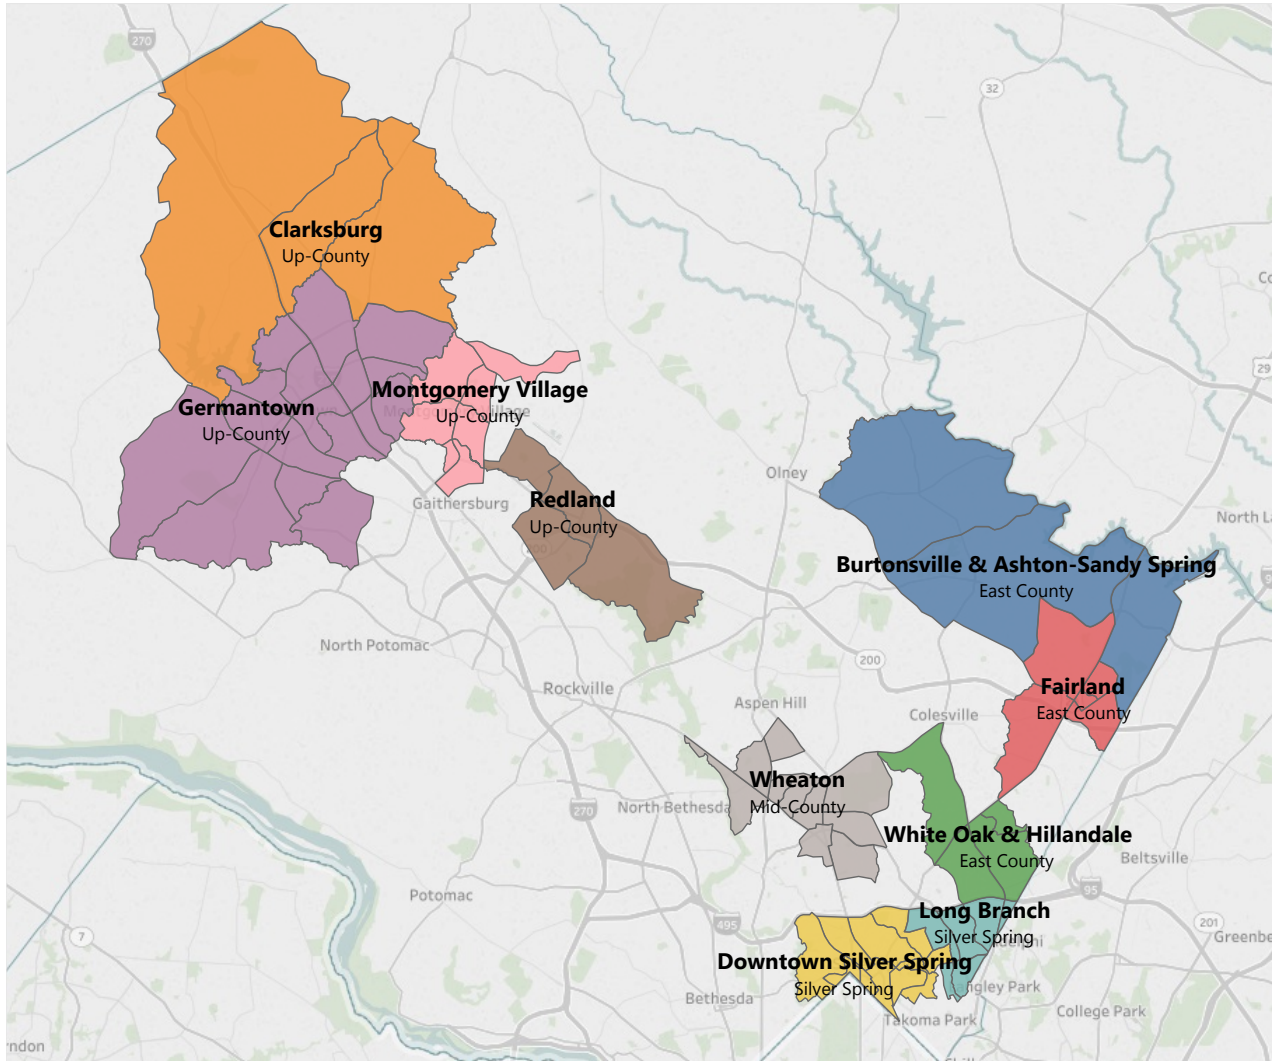 270
32
Clarksburg
Up-County
29
Montgomery Village
Up-County
Germantown
Up-County
Olney
Redland
Up-County
Gaithersburg
200
Burtonsville & Ashton-Sandy Spring
East County
North Potomac
200
Rockville
Fairland
East County
Aspen Hill
Colesville
Wheaton
Mid-County
North Bethesda
270
White Oak & Hillandale
East County
Beltsville
95
Potomac
Long Branch
Silver Spring
495
201
7
Downtown Silver Spring
Silver Spring
Bethesda
Langley Park
College Park
Takoma Park